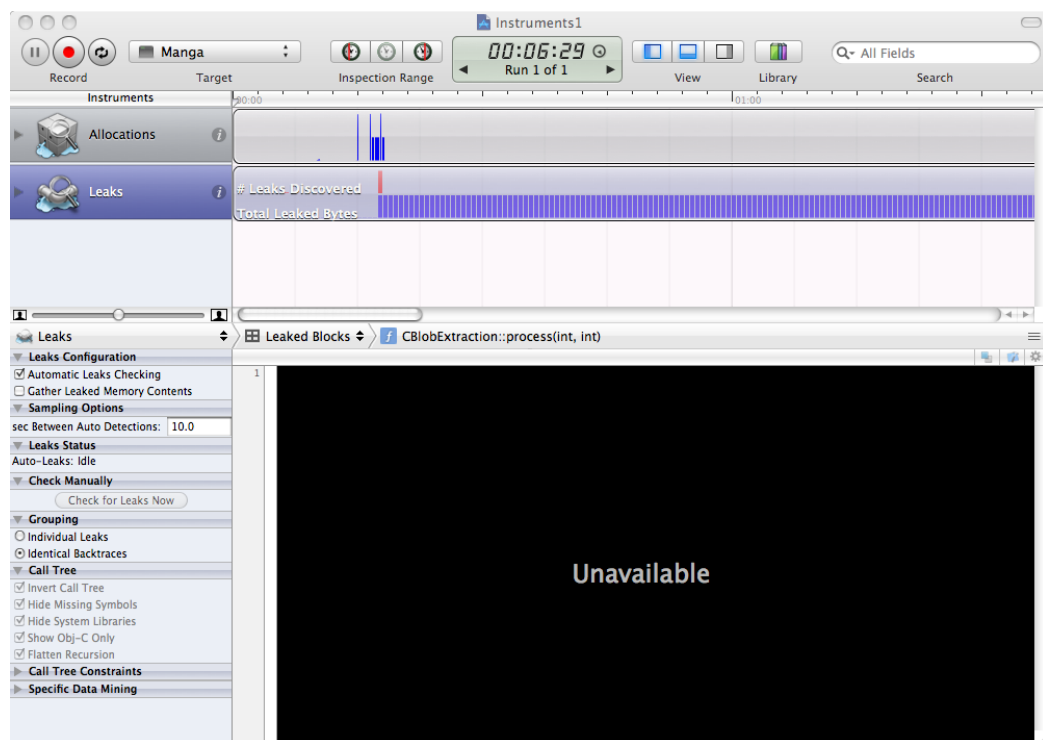 Instruments1
Manga
00:06:29
Run 1 of 1
All Fields
Record
Target
Inspection Range
View
Library
Search
Instruments
00:00
01:00
Allocations
Leaks
# Leaks Discovered
Total Leaked Bytes
Leaks
Leaked Blocks
CBlobExtraction::process(int, int)
Leaks Configuration
Automatic Leaks Checking
Gather Leaked Memory Contents
Sampling Options
sec Between Auto Detections: 10.0
Leaks Status
Auto-Leaks: Idle
Check Manually
Check for Leaks Now
Grouping
Individual Leaks
Identical Backtraces
Call Tree
Invert Call Tree
Hide Missing Symbols
Hide System Libraries
Show Obj-C Only
Flatten Recursion
Call Tree Constraints
Specific Data Mining
1
Unavailable